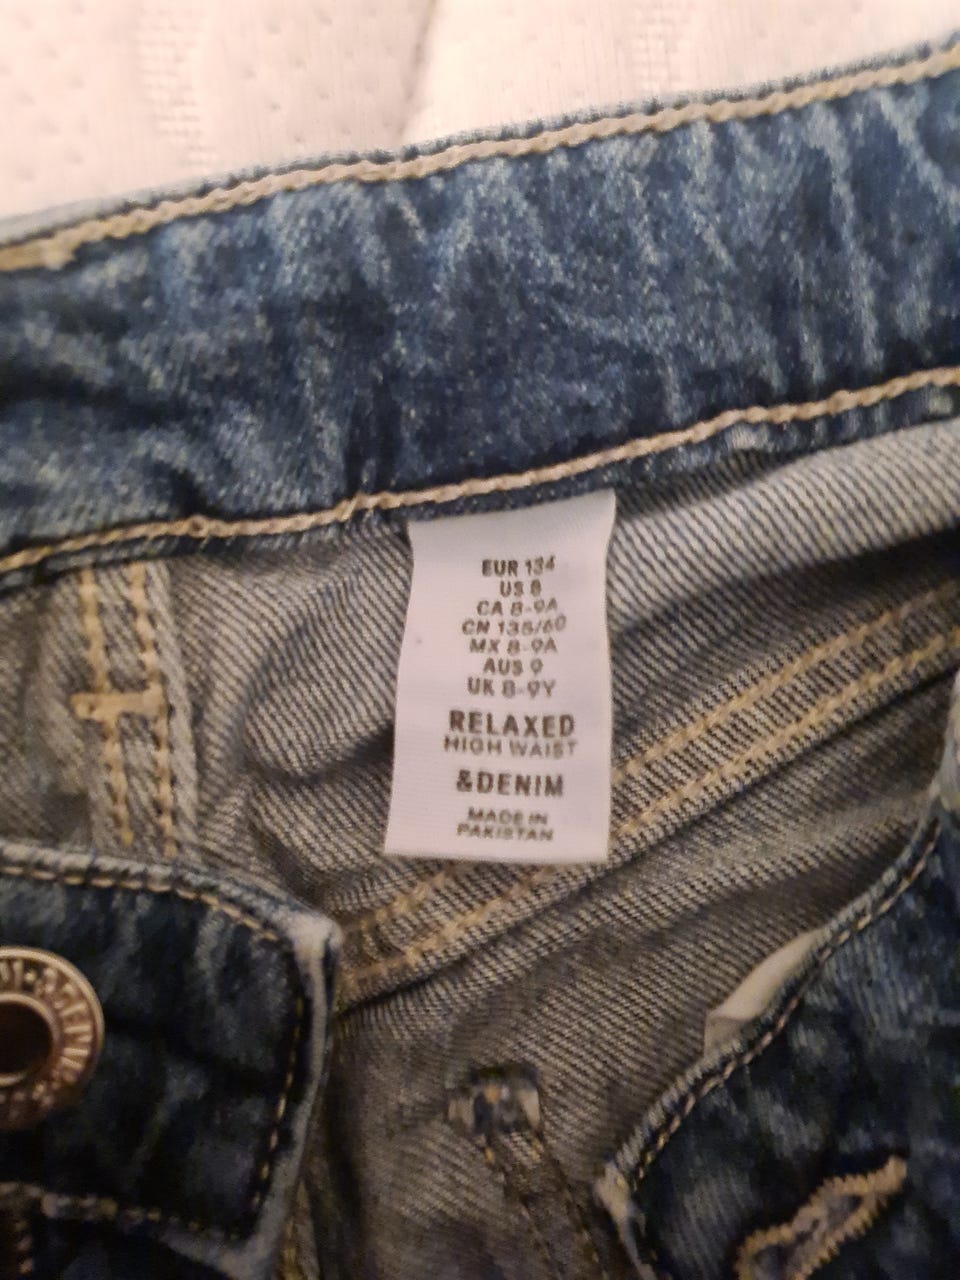 EUR 134
US 8
CA 8-9A
CN 135/60
MX 8-9A
AUS 9
UK 8-9Y
RELAXED
HIGH WAIST
&DENIM
MADE IN
PAKISTAN